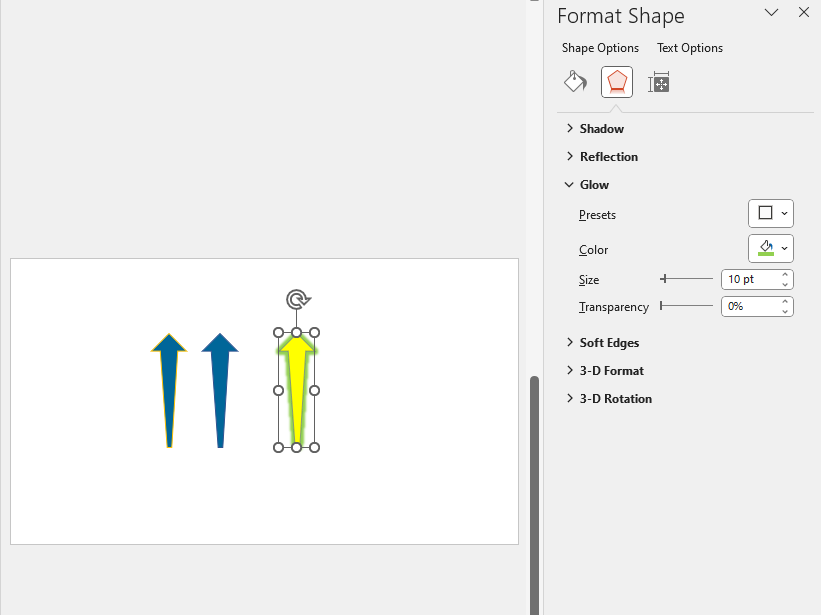 Format Shape
Shape Options Text Options
Shadow
Reflection
Glow
Presets
Color
Size 10 pt
Transparency 0%
Soft Edges
3-D Format
3-D Rotation